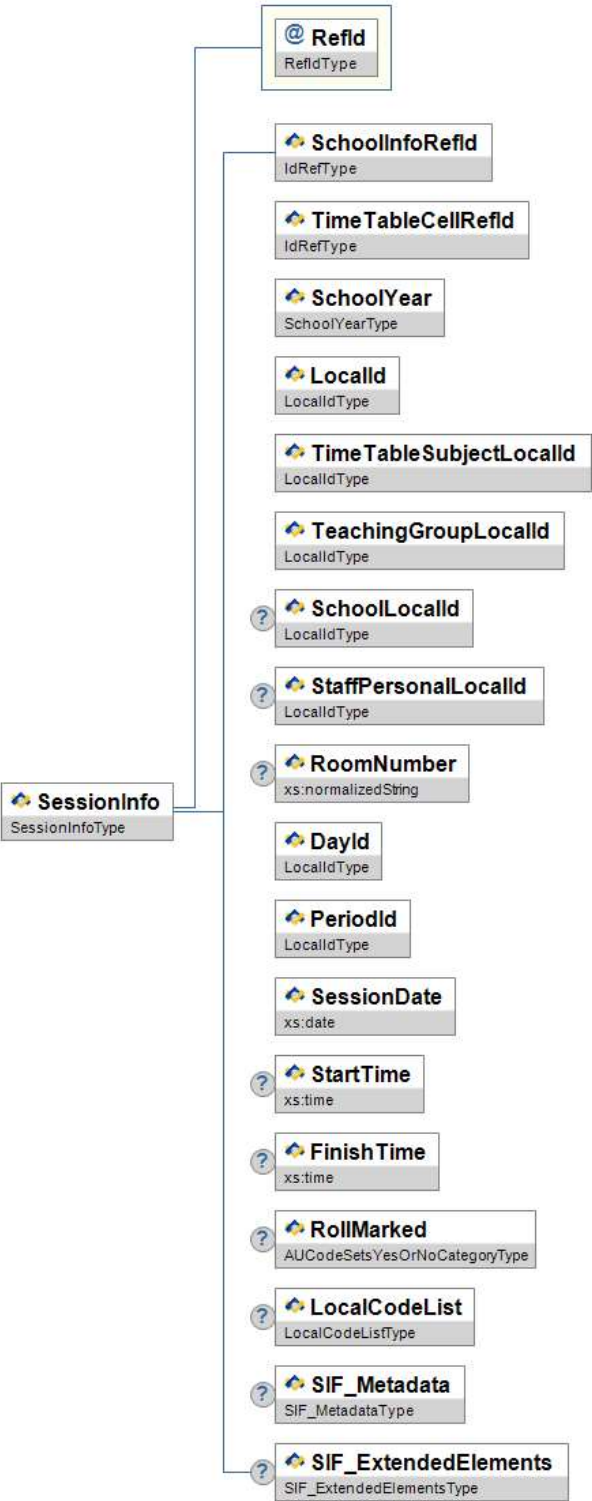 @ RefId
RefIdType
SchoolInfoRefId
IdRefType
TimeTableCellRefId
IdRefType
SchoolYear
SchoolYearType
LocalId
LocalIdType
TimeTableSubjectLocalId
LocalIdType
TeachingGroupLocalId
LocalIdType
? SchoolLocalId
LocalIdType
? StaffPersonalLocalId
LocalIdType
? RoomNumber
xs:normalizedString
SessionInfo
SessionInfoType
DayId
LocalIdType
PeriodId
LocalIdType
SessionDate
xs:date
? StartTime
xs:time
? FinishTime
xs:time
? RollMarked
AUCodeSetsYesOrNoCategoryType
? LocalCodeList
LocalCodeListType
? SIF_Metadata
SIF_MetadataType
? SIF_ExtendedElements
SIF_ExtendedElementsType